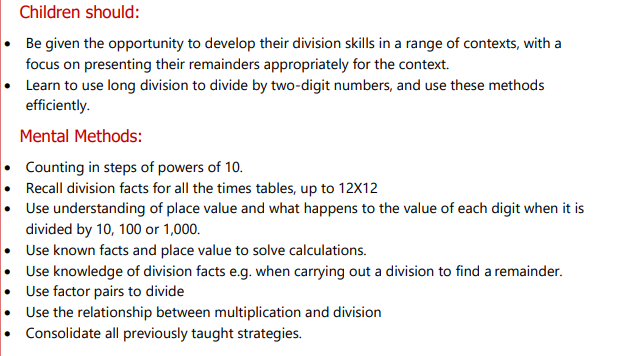 Children should:
• Be given the opportunity to develop their division skills in a range of contexts, with a
focus on presenting their remainders appropriately for the context.
• Learn to use long division to divide by two-digit numbers, and use these methods
efficiently.
Mental Methods:
• Counting in steps of powers of 10.
• Recall division facts for all the times tables, up to 12X12
• Use understanding of place value and what happens to the value of each digit when it is
divided by 10, 100 or 1,000.
• Use known facts and place value to solve calculations.
• Use knowledge of division facts e.g. when carrying out a division to find a remainder.
• Use factor pairs to divide
• Use the relationship between multiplication and division
• Consolidate all previously taught strategies.